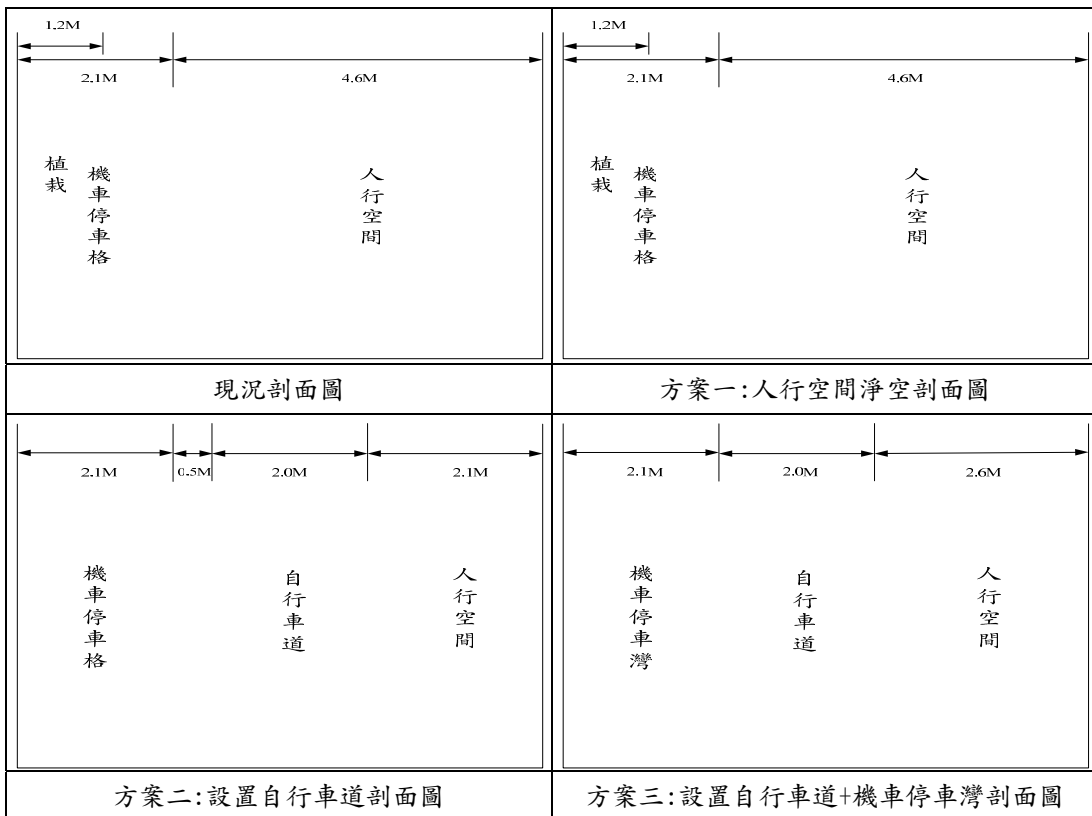 1.2M
2.1M
4.6M
植栽
機車停車格
人行空間
現況剖面圖
1.2M
2.1M
4.6M
植栽
機車停車格
人行空間
方案一:人行空間淨空剖面圖
2.1M
0.5M
2.0M
2.1M
機車停車格
自行車道
人行空間
方案二:設置自行車道剖面圖
2.1M
2.0M
2.6M
機車停車灣
自行車道
人行空間
方案三:設置自行車道+機車停車灣剖面圖